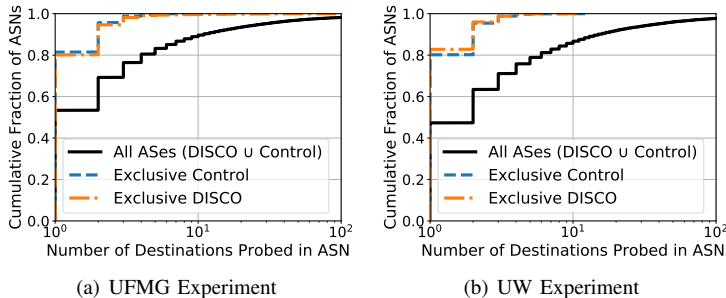 1.0
0.8
0.6
0.4
0.2
0.0
Cumulative Fraction of ASNs
All ASes (DISCO ∪ Control)
Exclusive Control
Exclusive DISCO
10⁰ 10¹ 10²
Number of Destinations Probed in ASN
(a) UFMG Experiment
1.0
0.8
0.6
0.4
0.2
0.0
Cumulative Fraction of ASNs
All ASes (DISCO ∪ Control)
Exclusive Control
Exclusive DISCO
10⁰ 10¹ 10²
Number of Destinations Probed in ASN
(b) UW Experiment